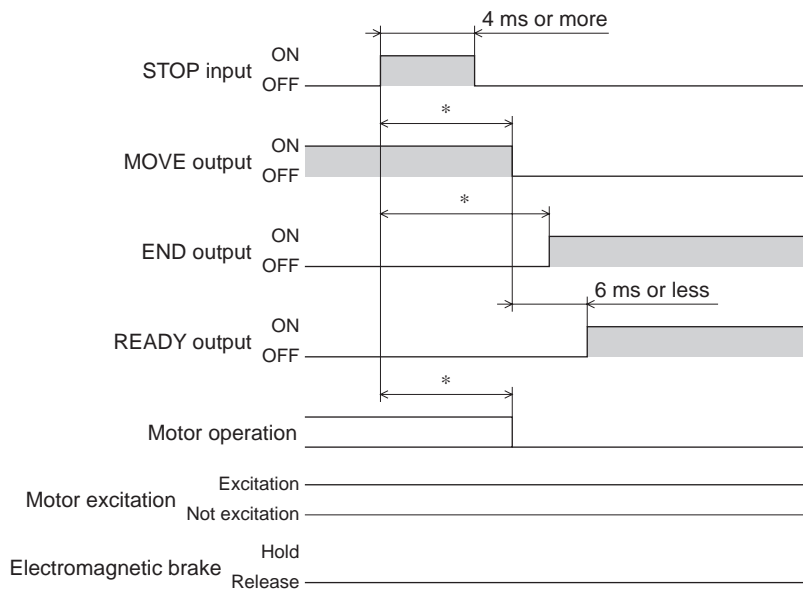 4 ms or more
ON
STOP input
OFF
*
ON
MOVE output
OFF
*
ON
END output
OFF
6 ms or less
ON
READY output
OFF
*
Motor operation
Excitation
Motor excitation
Not excitation
Hold
Electromagnetic brake
Release